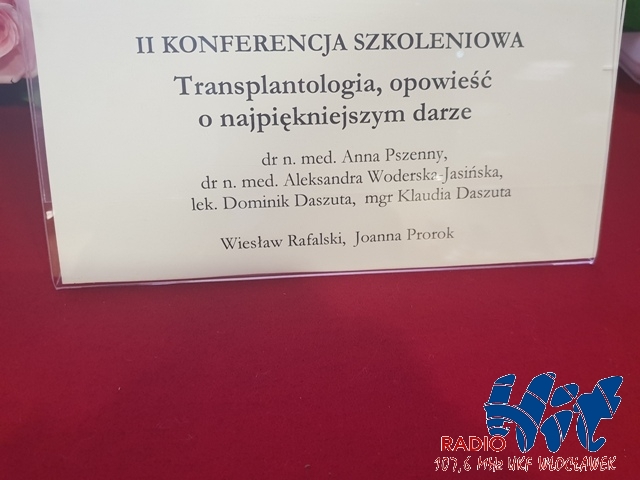 II KONFERENCJA SZKOLENIOWA
Transplantologia, opowieść
o najpiękniejszym darze
dr n. med. Anna Pszenny,
dr n. med. Aleksandra Woderska-Jasińska,
lek. Dominik Daszuta, mgr Klaudia Daszuta
Wiesław Rafalski, Joanna Prorok
Hit
RADIO
107,6 MHz UKF WŁOCŁAWEK